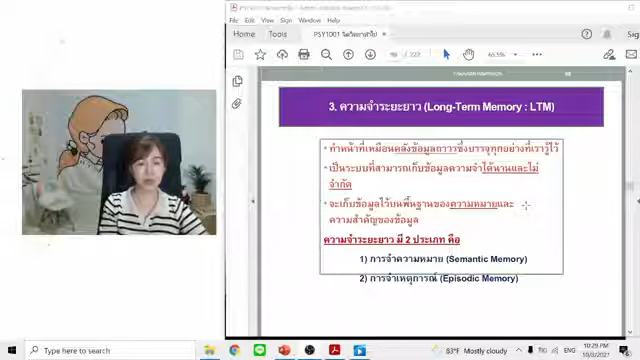 File Edit View Sign Window Help
Home Tools PSY1001 จิตวิทยาทั่วไป ×
/ 222 65.5%
3. ความจำระยะยาว (Long-Term Memory : LTM)
• ทำหน้าที่เหมือนคลังข้อมูลถาวรซึ่งบรรจุทุกอย่างที่เรารู้ไว้
• เป็นระบบที่สามารถเก็บข้อมูลความจำได้นานและไม่
จำกัด
• จะเก็บข้อมูลไว้บนพื้นฐานของความหมายและ
ความสำคัญของข้อมูล
ความจำระยะยาว มี 2 ประเภท คือ
1) การจำความหมาย (Semantic Memory)
2) การจำเหตุการณ์ (Episodic Memory)
Type here to search
83°F Mostly cloudy ENG
10:29 PM